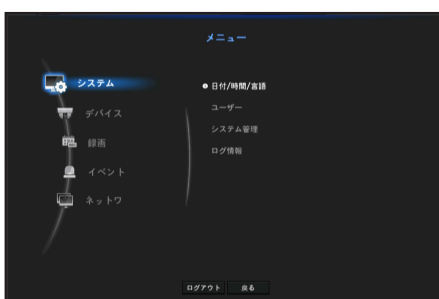 メニュー
システム
デバイス
録画
イベント
ネットワ
日付/時間/言語
ユーザー
システム管理
ログ情報
ログアウト
戻る